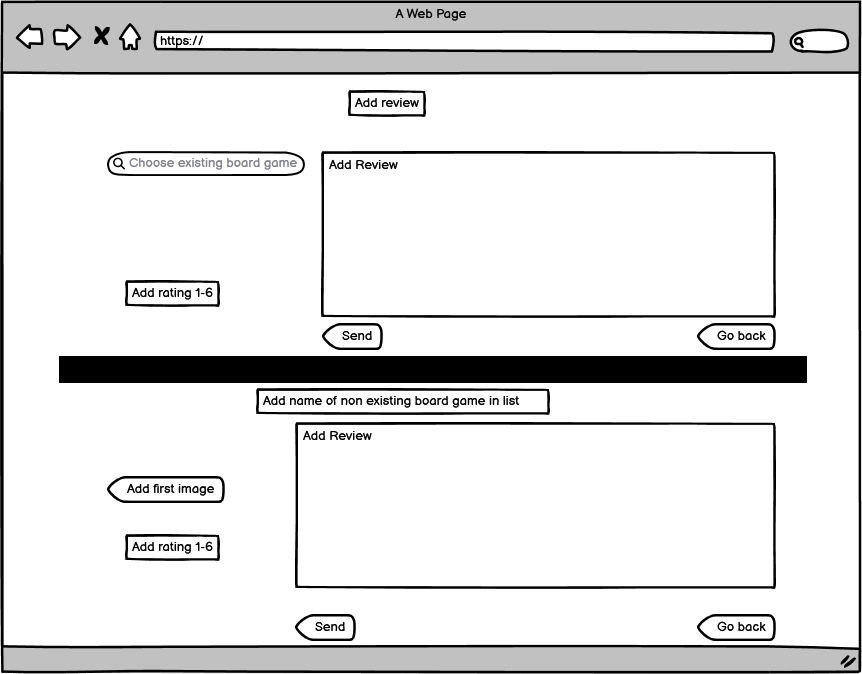 A Web Page
https://
Add review
Choose existing board game
Add Review
Add rating 1-6
Send
Go back
Add name of non existing board game in list
Add Review
Add first image
Add rating 1-6
Send
Go back